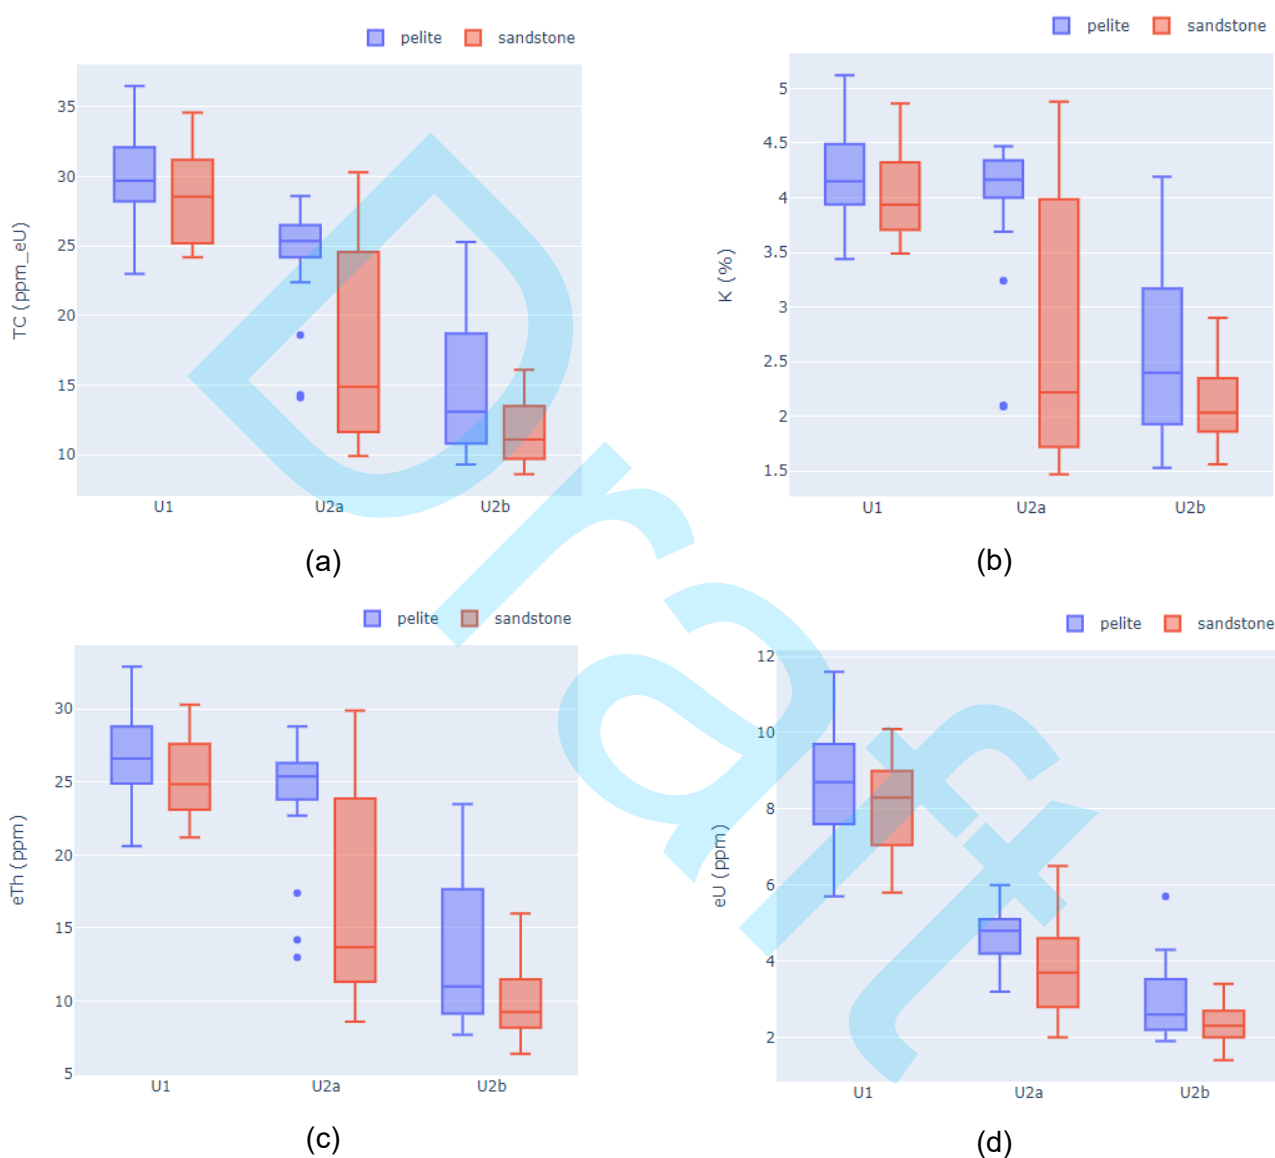 pelite sandstone
TC (ppm_eU)
35
30
25
20
15
10
U1 U2a U2b
(a)
pelite sandstone
K (%)
5
4.5
4
3.5
3
2.5
2
1.5
U1 U2a U2b
(b)
pelite sandstone
eTh (ppm)
30
25
20
15
10
5
U1 U2a U2b
(c)
pelite sandstone
eU (ppm)
12
10
8
6
4
2
U1 U2a U2b
(d)
Draft